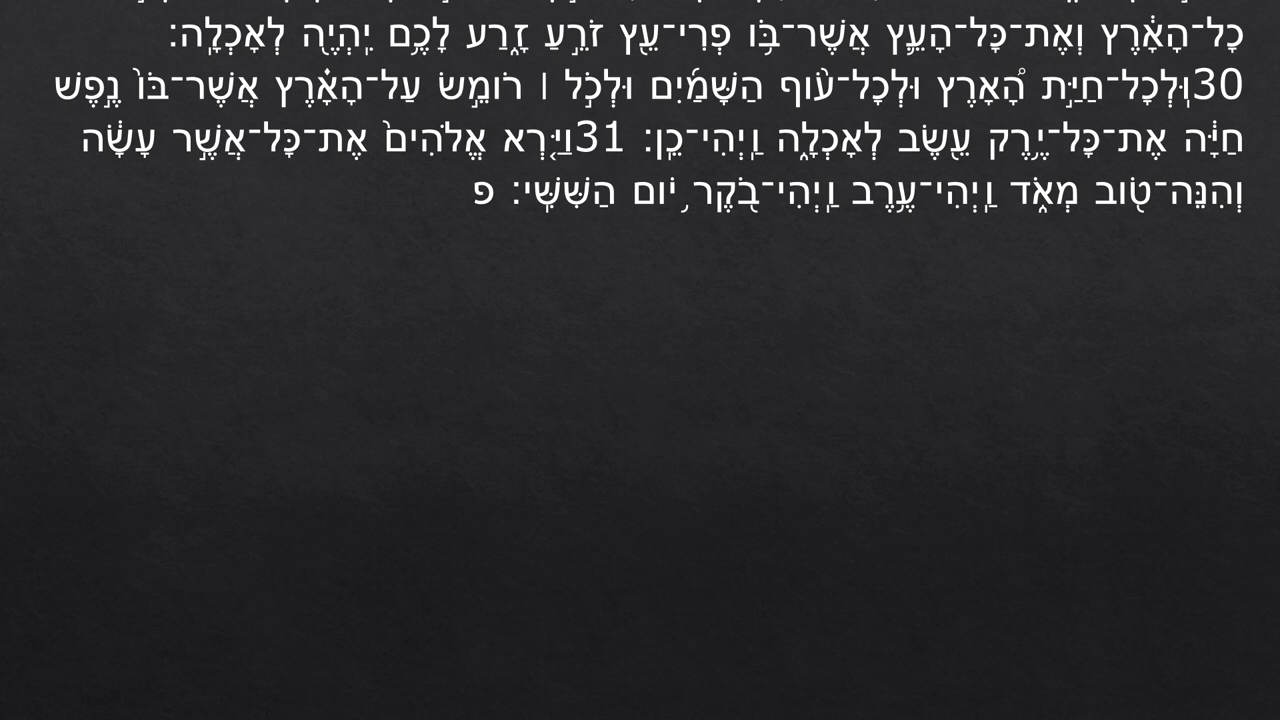 כָל־הָאָ֔רֶץ וְאֶת־כָּל־הָעֵ֛ץ אֲשֶׁר־בּ֥וֹ פְרִי־עֵ֖ץ זֹרֵ֣עַ זָ֑רַע לָכֶ֥ם יִֽהְיֶ֖ה לְאָכְלָֽה׃
30וּֽלְכָל־חַיַּ֣ת הָ֠אָרֶץ וּלְכָל־ע֨וֹף הַשָּׁמַ֜יִם וּלְכֹ֣ל ׀ רוֹמֵ֣שׂ עַל־הָאָ֗רֶץ אֲשֶׁר־בּוֹ֙ נֶ֣פֶשׁ
חַיָּ֔ה אֶת־כָּל־יֶ֥רֶק עֵ֖שֶׂב לְאָכְלָ֑ה וַֽיְהִי־כֵֽן׃ 31וַיַּ֤רְא אֱלֹהִים֙ אֶת־כָּל־אֲשֶׁ֣ר עָשָׂ֔ה
וְהִנֵּה־ט֖וֹב מְאֹ֑ד וַֽיְהִי־עֶ֥רֶב וַֽיְהִי־בֹ֖קֶר י֥וֹם הַשִּׁשִּֽׁי׃ פ